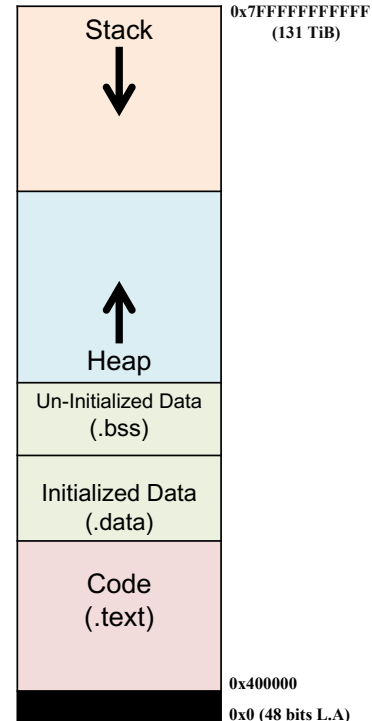 0x7FFFFFFFFFFF
(131 TiB)
Stack
Heap
Un-Initialized Data
(.bss)
Initialized Data
(.data)
Code
(.text)
0x400000
0x0 (48 bits L.A)